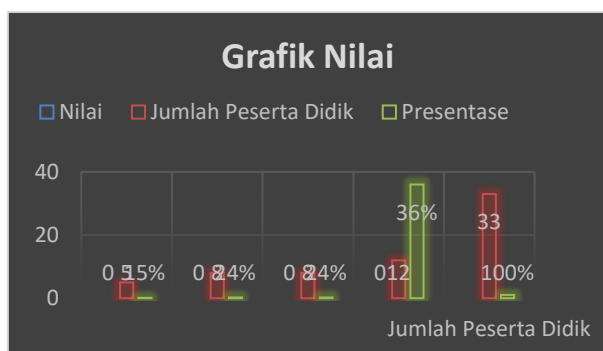 Grafik Nilai
Nilai Jumlah Peserta Didik Presentase
40
20
0
0 5 15% 0 8 24% 0 8 24% 0 12 36% 33 100%
Jumlah Peserta Didik